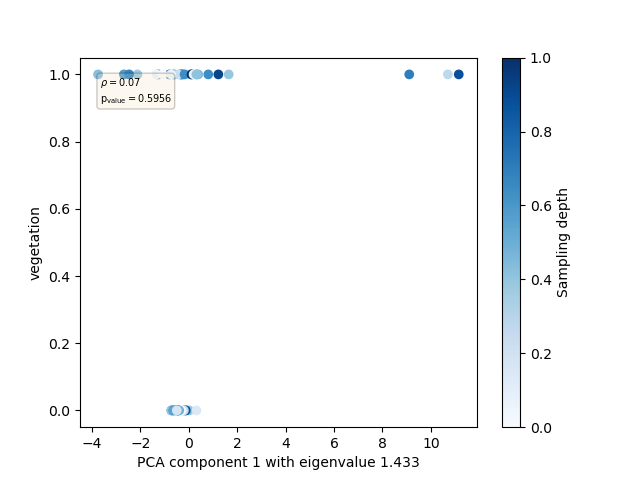 1.0
0.8
0.6
0.4
0.2
0.0
vegetation
ρ = 0.07
p_value = 0.5956
−4 −2 0 2 4 6 8 10
PCA component 1 with eigenvalue 1.433
1.0
0.8
0.6
0.4
0.2
0.0
Sampling depth